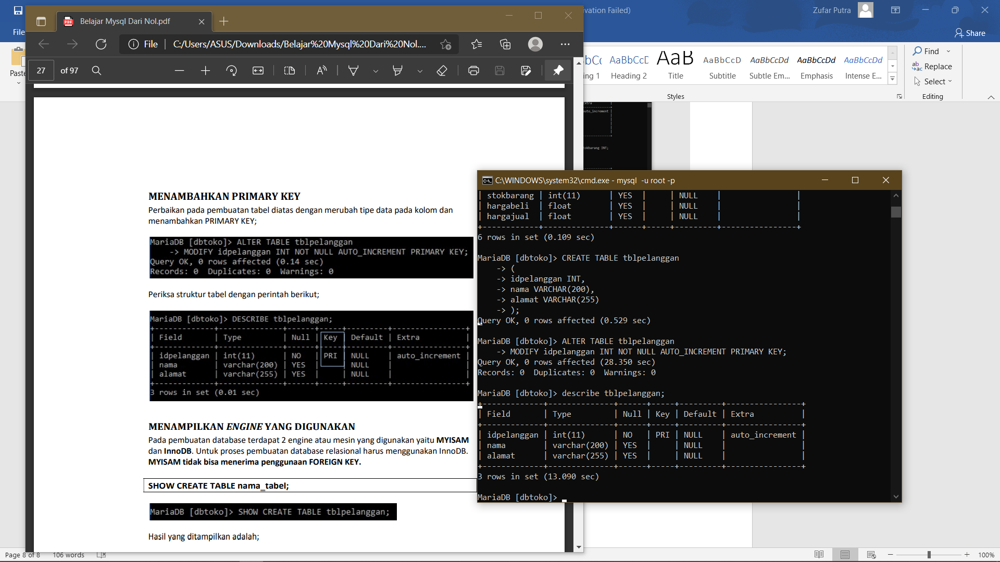 Belajar Mysql Dari Nol.pdf
File
C:/Users/ASUS/Downloads/Belajar%20Mysql%20Dari%20Nol....
27 of 97
MENAMBAHKAN PRIMARY KEY
Perbaikan pada pembuatan tabel diatas dengan merubah tipe data pada kolom dan
menambahkan PRIMARY KEY;
MariaDB [dbtoko]> ALTER TABLE tblpelanggan
-> MODIFY idpelanggan INT NOT NULL AUTO_INCREMENT PRIMARY KEY;
Query OK, 0 rows affected (0.14 sec)
Records: 0  Duplicates: 0  Warnings: 0
Periksa struktur tabel dengan perintah berikut;
MariaDB [dbtoko]> DESCRIBE tblpelanggan;
+-------------+--------------+------+-----+---------+----------------+
| Field       | Type         | Null | Key | Default | Extra          |
+-------------+--------------+------+-----+---------+----------------+
| idpelanggan | int(11)      | NO   | PRI | NULL    | auto_increment |
| nama        | varchar(200) | YES  |     | NULL    |                |
| alamat      | varchar(255) | YES  |     | NULL    |                |
+-------------+--------------+------+-----+---------+----------------+
3 rows in set (0.01 sec)
MENAMPILKAN ENGINE YANG DIGUNAKAN
Pada pembuatan database terdapat 2 engine atau mesin yang digunakan yaitu MYISAM
dan InnoDB. Untuk proses pembuatan database relasional harus menggunakan InnoDB.
MYISAM tidak bisa menerima penggunaan FOREIGN KEY.
SHOW CREATE TABLE nama_tabel;
MariaDB [dbtoko]> SHOW CREATE TABLE tblpelanggan;
Hasil yang ditampilkan adalah;
ivation Failed)
Zufar Putra
File
Share
Paste
bCc AaBbCcD AaB AaBbCcD AaBbCcDd AaBbCcDd AaBbCcDd
ing 1 Heading 2 Title Subtitle Subtle Em... Emphasis Intense E...
Styles
Find
Replace
Select
Editing
auto_increment |
tokbarang INT;
C:\WINDOWS\system32\cmd.exe - mysql  -u root -p
| stokbarang | int(11)      | YES  |     | NULL    |                |
| hargabeli  | float        | YES  |     | NULL    |                |
| hargajual  | float        | YES  |     | NULL    |                |
+------------+--------------+------+-----+---------+----------------+
6 rows in set (0.109 sec)
MariaDB [dbtoko]> CREATE TABLE tblpelanggan
-> (
-> idpelanggan INT,
-> nama VARCHAR(200),
-> alamat VARCHAR(255)
-> );
Query OK, 0 rows affected (0.529 sec)
MariaDB [dbtoko]> ALTER TABLE tblpelanggan
-> MODIFY idpelanggan INT NOT NULL AUTO_INCREMENT PRIMARY KEY;
Query OK, 0 rows affected (28.350 sec)
Records: 0  Duplicates: 0  Warnings: 0
MariaDB [dbtoko]> describe tblpelanggan;
+-------------+--------------+------+-----+---------+----------------+
| Field       | Type         | Null | Key | Default | Extra          |
+-------------+--------------+------+-----+---------+----------------+
| idpelanggan | int(11)      | NO   | PRI | NULL    | auto_increment |
| nama        | varchar(200) | YES  |     | NULL    |                |
| alamat      | varchar(255) | YES  |     | NULL    |                |
+-------------+--------------+------+-----+---------+----------------+
3 rows in set (13.090 sec)
MariaDB [dbtoko]>
Page 8 of 8 106 words
100%